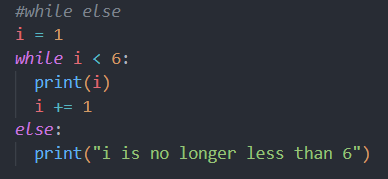 #while else
i = 1
while i < 6:
  print(i)
  i += 1
else:
  print("i is no longer less than 6")